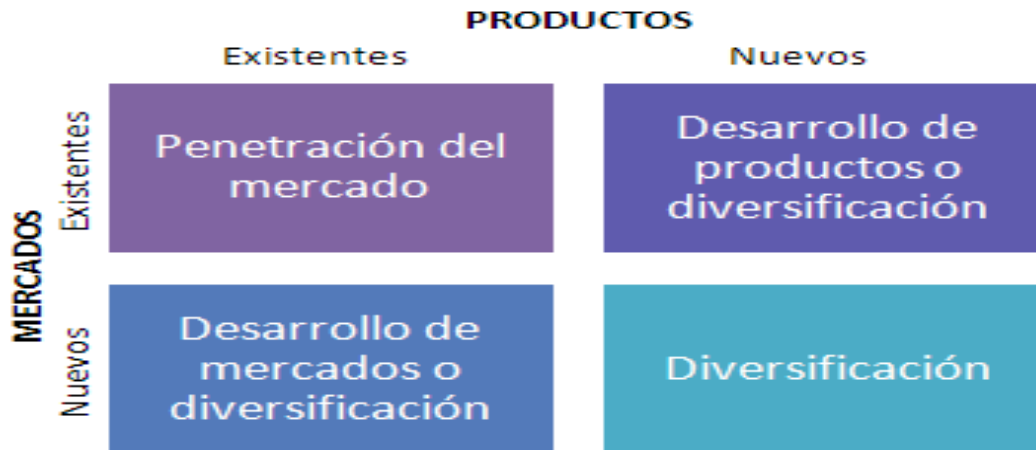 PRODUCTOS
Existentes
Nuevos
MERCADOS
Existentes
Penetración del
mercado
Desarrollo de
productos o
diversificación
Nuevos
Desarrollo de
mercados o
diversificación
Diversificación